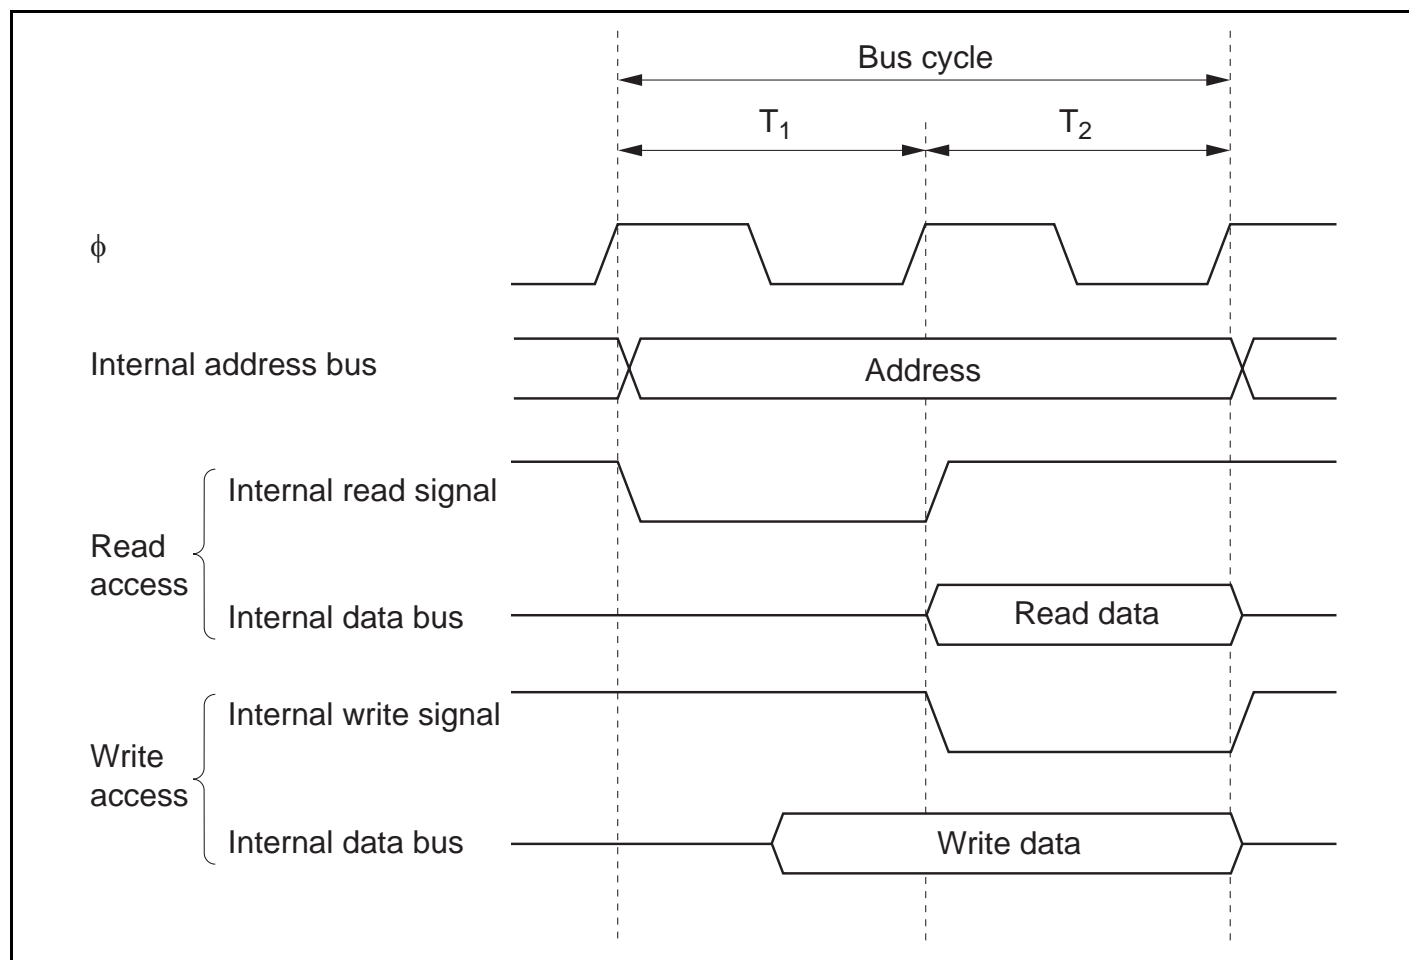 Bus cycle
T₁
T₂
ϕ
Internal address bus
Address
Internal read signal
Read
access
Internal data bus
Read data
Internal write signal
Write
access
Internal data bus
Write data